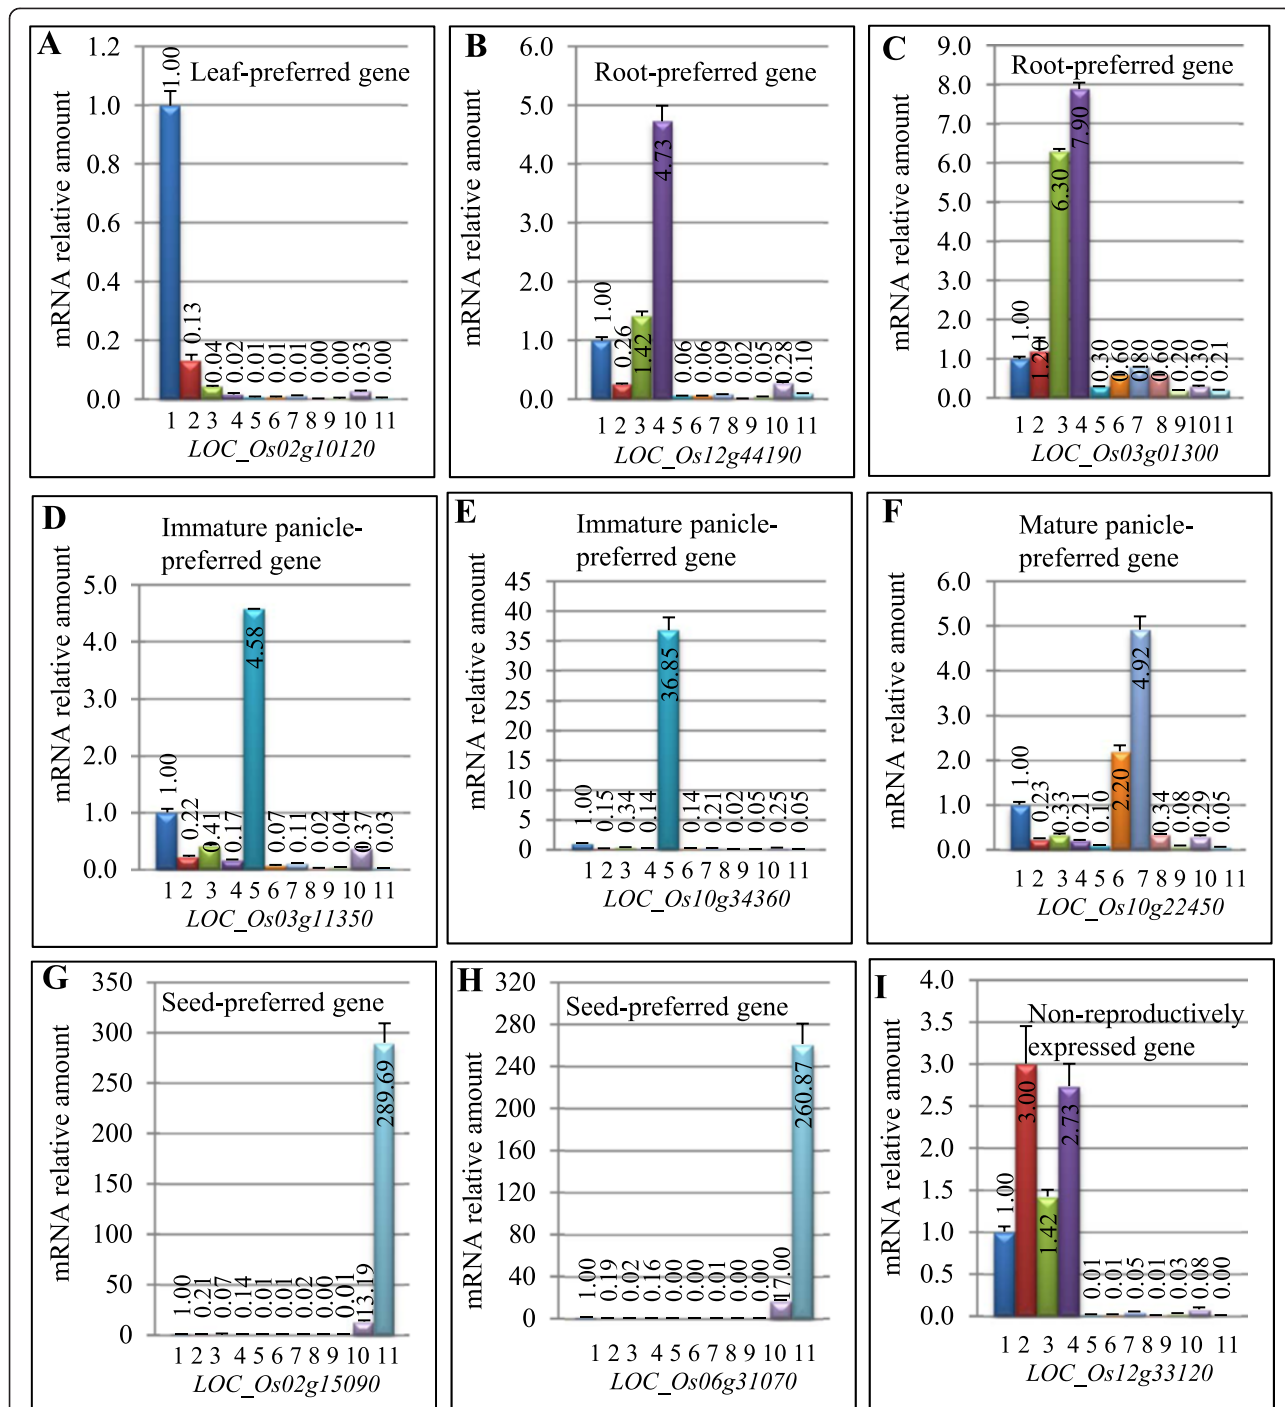 A
Leaf-preferred gene
mRNA relative amount
1.2
1.0
0.8
0.6
0.4
0.2
0.0
1.00 0.13 0.04 0.02 0.01 0.01 0.01 0.00 0.00 0.03 0.00
1 2 3 4 5 6 7 8 9 10 11
LOC_Os02g10120
B
Root-preferred gene
mRNA relative amount
6.0
5.0
4.0
3.0
2.0
1.0
0.0
1.00 0.26 1.42 4.73 0.06 0.06 0.09 0.02 0.05 0.28 0.10
1 2 3 4 5 6 7 8 9 10 11
LOC_Os12g44190
C
Root-preferred gene
mRNA relative amount
9.0
8.0
7.0
6.0
5.0
4.0
3.0
2.0
1.0
0.0
1.00 1.20 6.30 7.90 0.30 0.60 0.80 0.60 0.20 0.30 0.21
1 2 3 4 5 6 7 8 9 10 11
LOC_Os03g01300
D
Immature panicle-
preferred gene
mRNA relative amount
5.0
4.0
3.0
2.0
1.0
0.0
1.00 0.22 0.41 0.17 4.58 0.07 0.11 0.02 0.04 0.37 0.03
1 2 3 4 5 6 7 8 9 10 11
LOC_Os03g11350
E
Immature panicle-
preferred gene
mRNA relative amount
45
40
35
30
25
20
15
10
5
0
1.00 0.15 0.34 0.14 36.85 0.14 0.21 0.02 0.05 0.25 0.05
1 2 3 4 5 6 7 8 9 10 11
LOC_Os10g34360
F
Mature panicle-
preferred gene
mRNA relative amount
6.0
5.0
4.0
3.0
2.0
1.0
0.0
1.00 0.23 0.33 0.21 0.10 2.20 4.92 0.34 0.08 0.29 0.05
1 2 3 4 5 6 7 8 9 10 11
LOC_Os10g22450
G
Seed-preferred gene
mRNA relative amount
350
300
250
200
150
100
50
0
1.00 0.21 0.07 0.14 0.01 0.01 0.02 0.00 0.01 13.19 289.69
1 2 3 4 5 6 7 8 9 10 11
LOC_Os02g15090
H
Seed-preferred gene
mRNA relative amount
320
280
240
200
160
120
80
40
0
1.00 0.19 0.02 0.16 0.00 0.00 0.01 0.00 0.00 17.00 260.87
1 2 3 4 5 6 7 8 9 10 11
LOC_Os06g31070
I
Non-reproductively
expressed gene
mRNA relative amount
4.0
3.5
3.0
2.5
2.0
1.5
1.0
0.5
0.0
1.00 3.00 1.42 2.73 0.01 0.01 0.05 0.01 0.03 0.08 0.00
1 2 3 4 5 6 7 8 9 10 11
LOC_Os12g33120